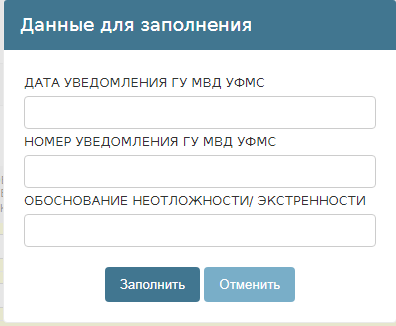 Данные для заполнения
ДАТА УВЕДОМЛЕНИЯ ГУ МВД УФМС
НОМЕР УВЕДОМЛЕНИЯ ГУ МВД УФМС
ОБОСНОВАНИЕ НЕОТЛОЖНОСТИ/ ЭКСТРЕННОСТИ
Заполнить Отменить